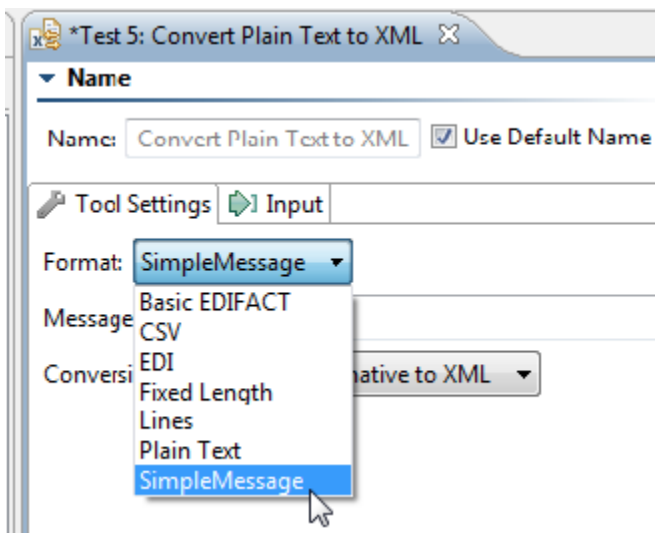 *Test 5: Convert Plain Text to XML
Name
Name: Convert Plain Text to XML Use Default Name
Tool Settings Input
Format: SimpleMessage
Basic EDIFACT
Message
CSV
EDI
Conversi native to XML
Fixed Length
Lines
Plain Text
SimpleMessage